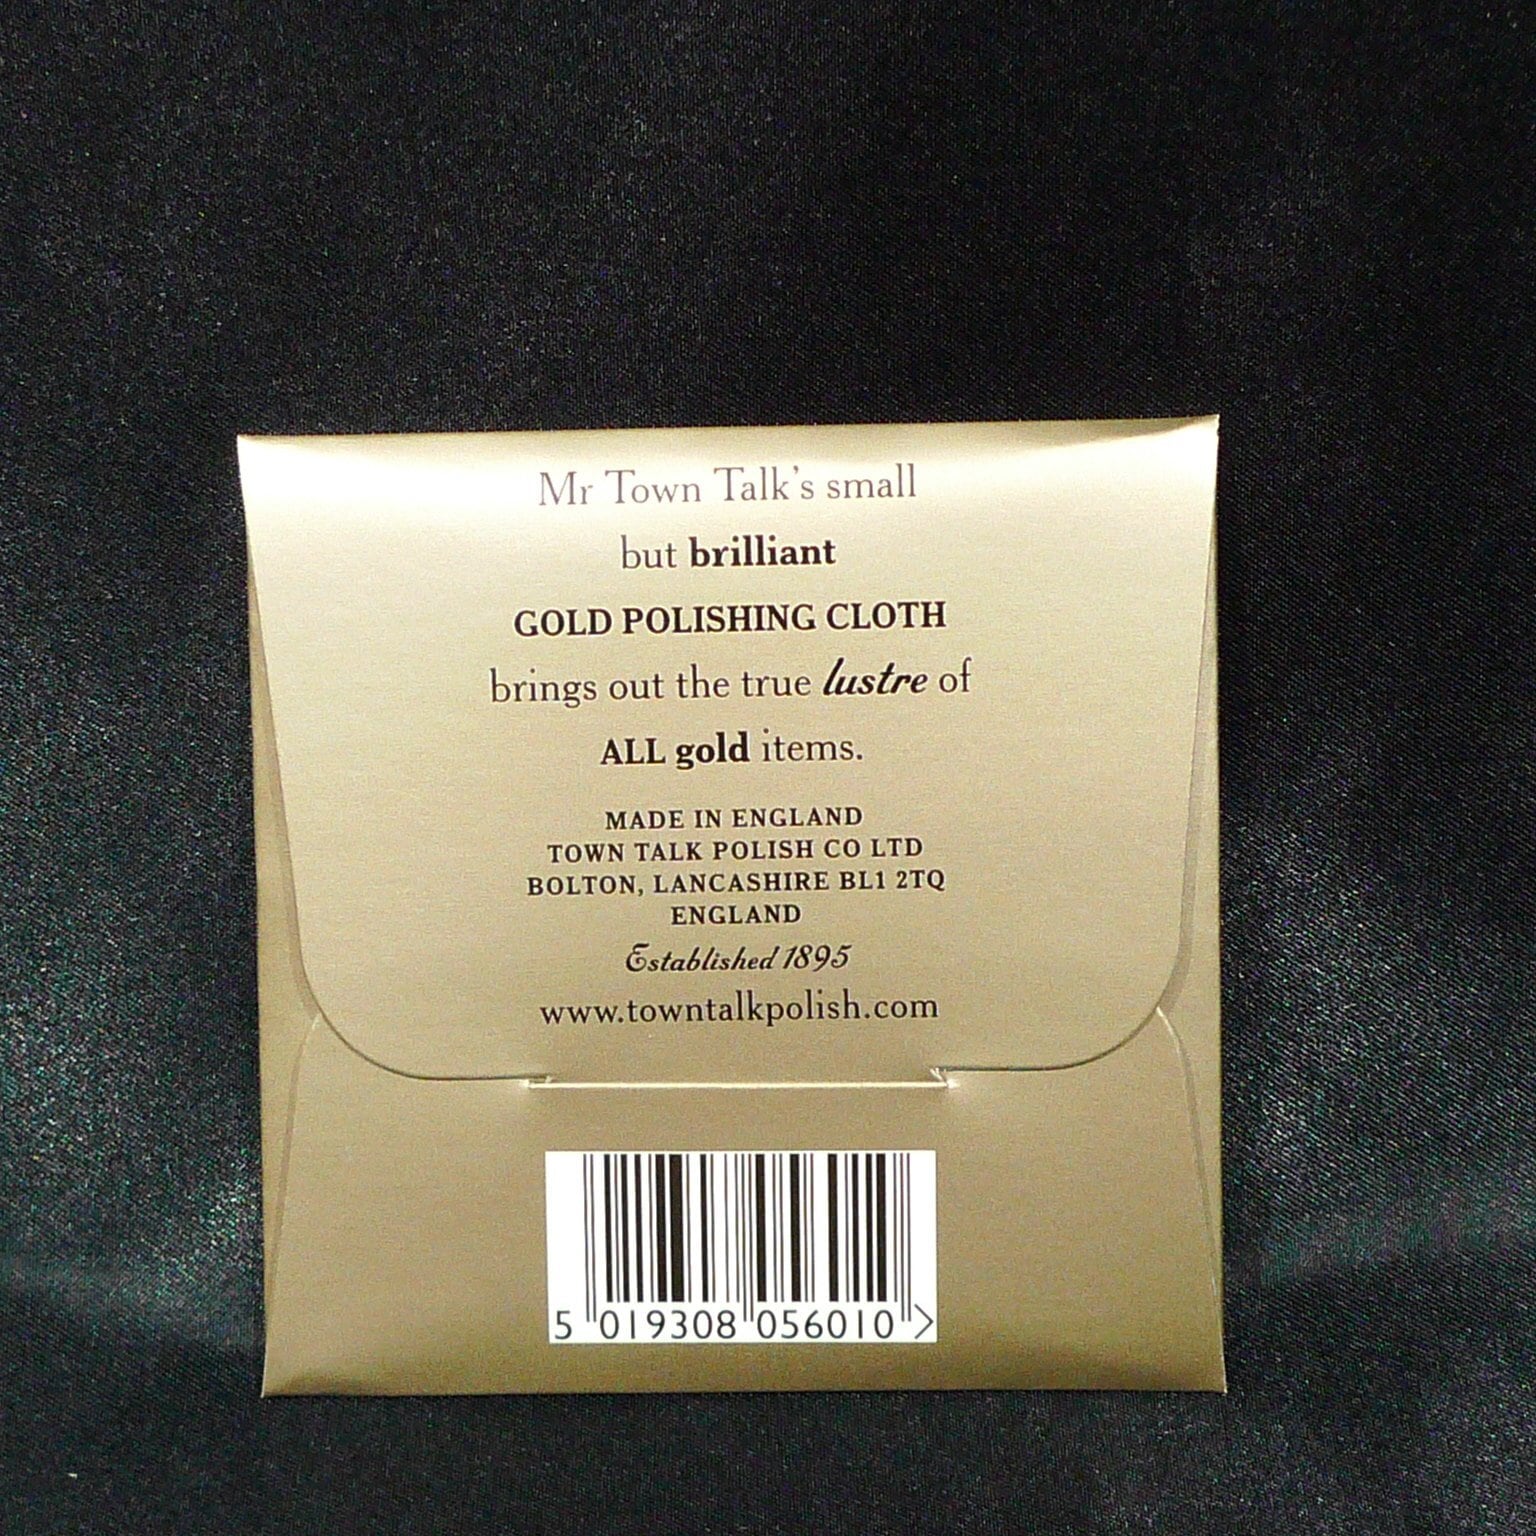 Mr Town Talk's small
but brilliant
GOLD POLISHING CLOTH
brings out the true lustre of
ALL gold items.
MADE IN ENGLAND
TOWN TALK POLISH CO LTD
BOLTON, LANCASHIRE BL1 2TQ
ENGLAND
Established 1895
www.towntalkpolish.com
5 019308 056010 >